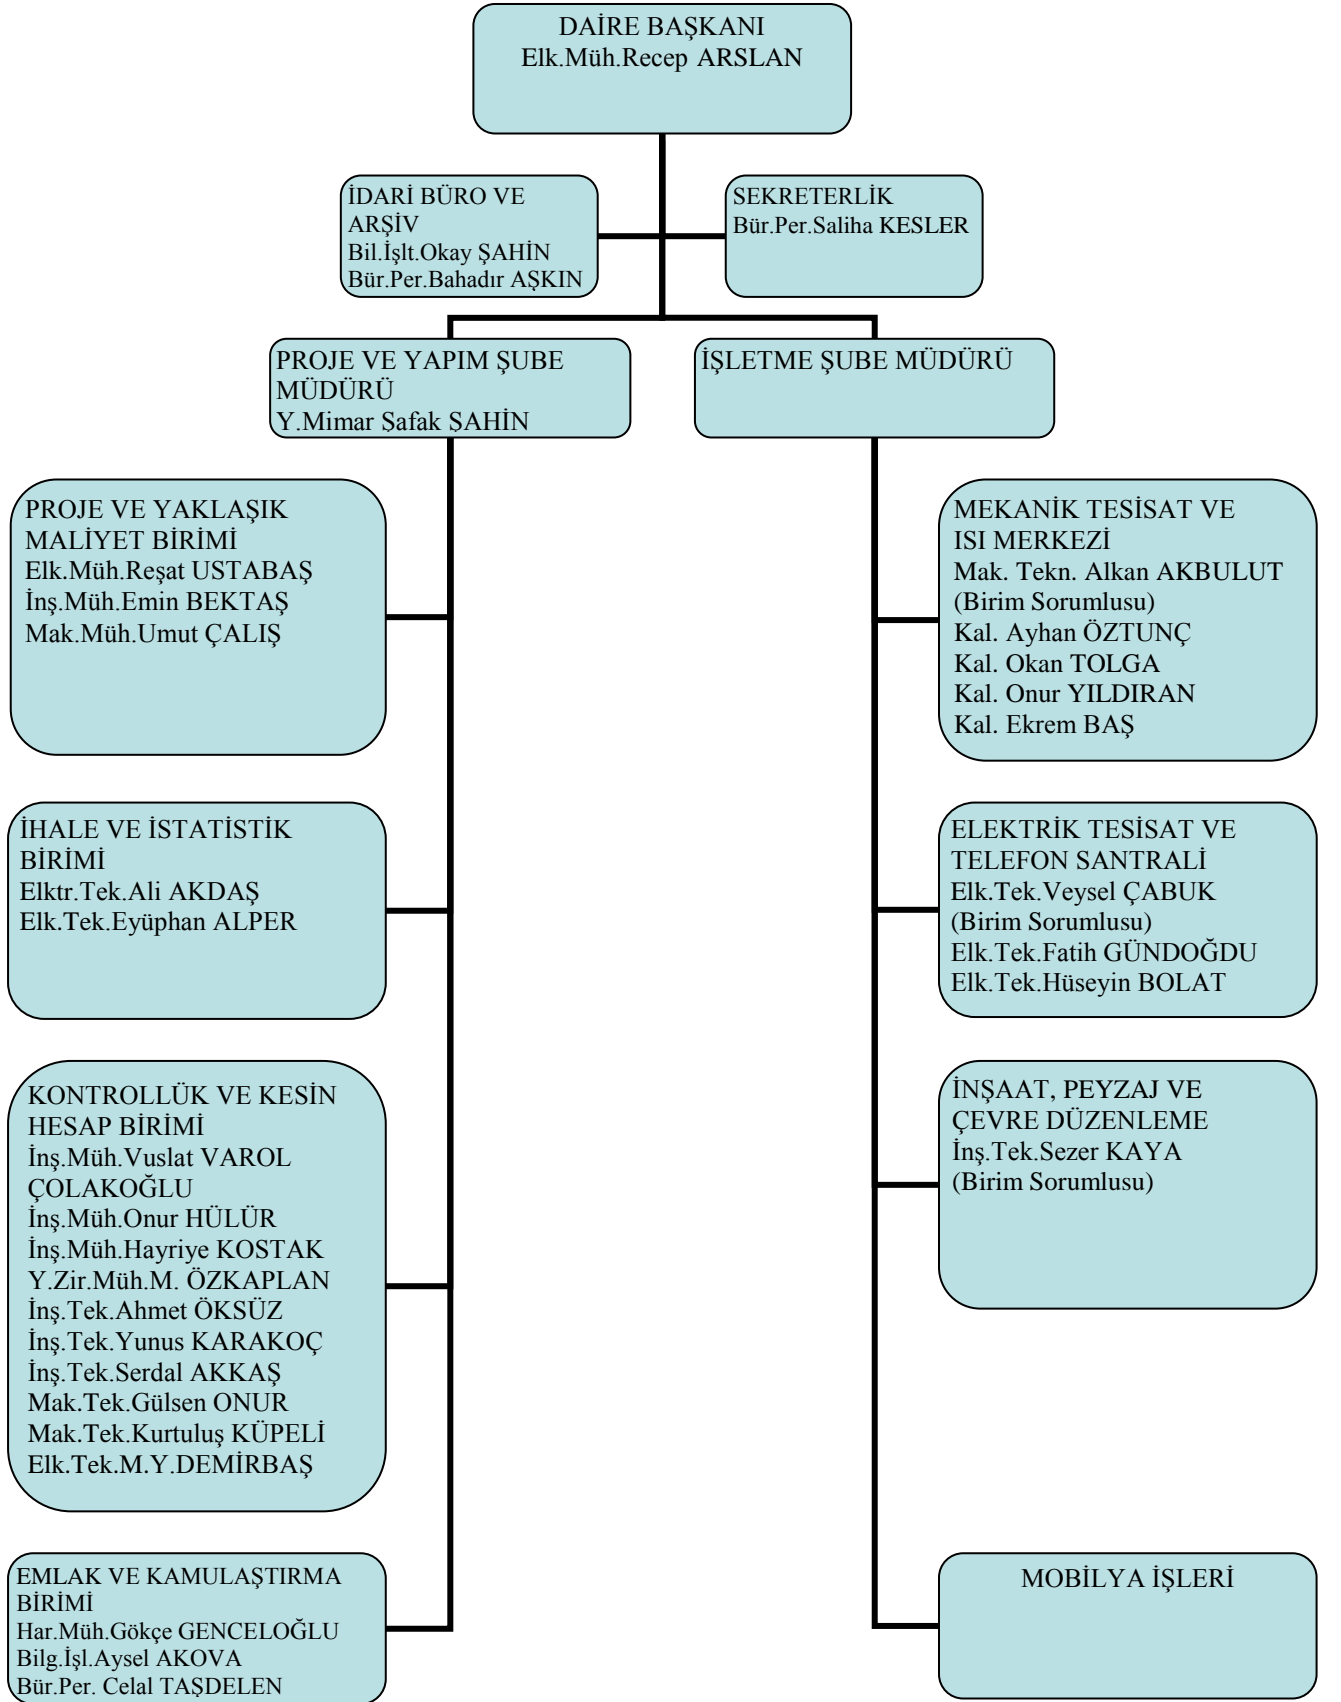 DAİRE BAŞKANI
Elk.Müh.Recep ARSLAN
İDARİ BÜRO VE
ARŞİV
Bil.İşlt.Okay ŞAHİN
Bür.Per.Bahadır AŞKIN
SEKRETERLİK
Bür.Per.Saliha KESLER
PROJE VE YAPIM ŞUBE
MÜDÜRÜ
Y.Mimar Şafak ŞAHİN
İŞLETME ŞUBE MÜDÜRÜ
PROJE VE YAKLAŞIK
MALİYET BİRİMİ
Elk.Müh.Reşat USTABAŞ
İnş.Müh.Emin BEKTAŞ
Mak.Müh.Umut ÇALIŞ
İHALE VE İSTATİSTİK
BİRİMİ
Elktr.Tek.Ali AKDAŞ
Elk.Tek.Eyüphan ALPER
KONTROLLÜK VE KESİN
HESAP BİRİMİ
İnş.Müh.Vuslat VAROL
ÇOLAKOĞLU
İnş.Müh.Onur HÜLÜR
İnş.Müh.Hayriye KOSTAK
Y.Zir.Müh.M. ÖZKAPLAN
İnş.Tek.Ahmet ÖKSÜZ
İnş.Tek.Yunus KARAKOÇ
İnş.Tek.Serdal AKKAŞ
Mak.Tek.Gülsen ONUR
Mak.Tek.Kurtuluş KÜPELİ
Elk.Tek.M.Y.DEMİRBAŞ
EMLAK VE KAMULAŞTIRMA
BİRİMİ
Har.Müh.Gökçe GENCELOĞLU
Bilg.İşl.Aysel AKOVA
Bür.Per. Celal TAŞDELEN
MEKANİK TESİSAT VE
ISI MERKEZİ
Mak. Tekn. Alkan AKBULUT
(Birim Sorumlusu)
Kal. Ayhan ÖZTUNÇ
Kal. Okan TOLGA
Kal. Onur YILDIRAN
Kal. Ekrem BAŞ
ELEKTRİK TESİSAT VE
TELEFON SANTRALİ
Elk.Tek.Veysel ÇABUK
(Birim Sorumlusu)
Elk.Tek.Fatih GÜNDOĞDU
Elk.Tek.Hüseyin BOLAT
İNŞAAT, PEYZAJ VE
ÇEVRE DÜZENLEME
İnş.Tek.Sezer KAYA
(Birim Sorumlusu)
MOBİLYA İŞLERİ